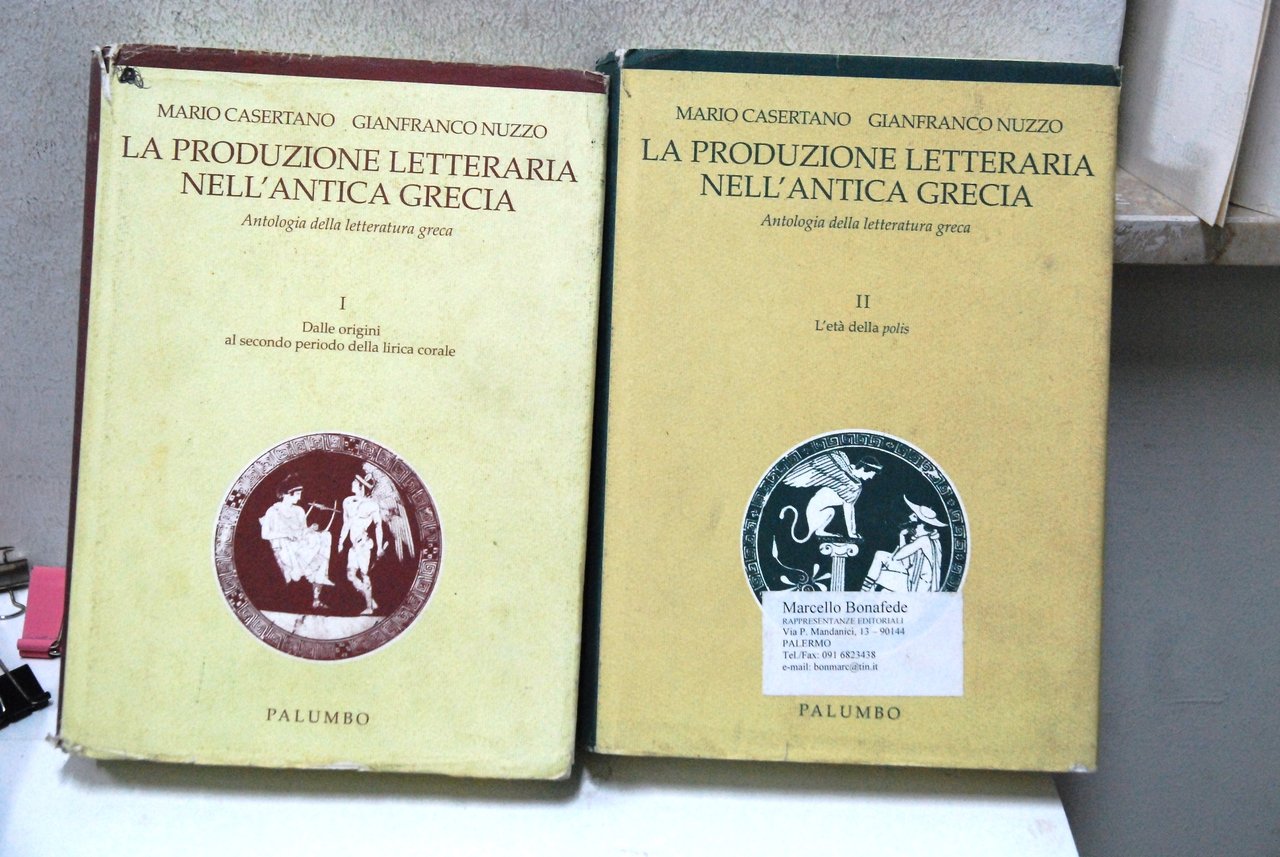 MARIO CASERTANO GIANFRANCO NUZZO
LA PRODUZIONE LETTERARIA
NELL'ANTICA GRECIA
Antologia della letteratura greca
I
Dalle origini
al secondo periodo della lirica corale
PALUMBO
MARIO CASERTANO GIANFRANCO NUZZO
LA PRODUZIONE LETTERARIA
NELL'ANTICA GRECIA
Antologia della letteratura greca
II
L'età della polis
Marcello Bonafede
RAPPRESENTANZE EDITORIALI
Via P. Mandanici, 13 – 90144
PALERMO
Tel./Fax: 091 6823438
e-mail: bonmarc@tin.it
PALUMBO